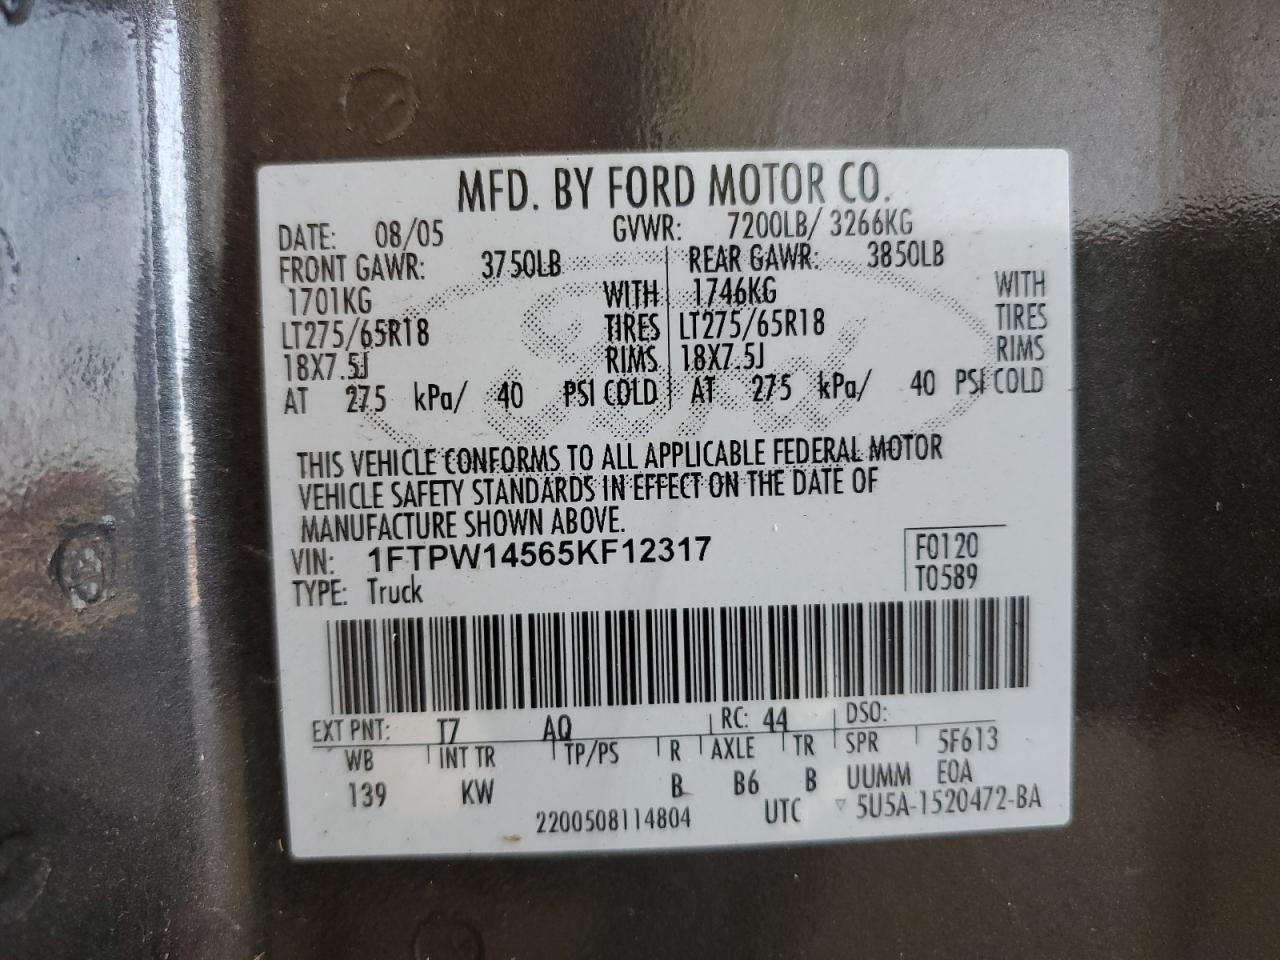 MFD. BY FORD MOTOR CO.
DATE: 08/05 GVWR: 7200LB/ 3266KG
FRONT GAWR: 3750LB REAR GAWR: 3850LB
1701KG WITH 1746KG WITH
LT275/65R18 TIRES LT275/65R18 TIRES
18X7.5J RIMS 18X7.5J RIMS
AT 275 kPa/ 40 PSI COLD AT 275 kPa/ 40 PSI COLD
THIS VEHICLE CONFORMS TO ALL APPLICABLE FEDERAL MOTOR
VEHICLE SAFETY STANDARDS IN EFFECT ON THE DATE OF
MANUFACTURE SHOWN ABOVE.
VIN: 1FTPW14565KF12317 F0120
TYPE: Truck T0589
EXT PNT: T7 AQ RC: 44 DSO:
WB INT TR TP/PS R AXLE TR SPR 5F613
139 KW B B6 B UUMM E0A
2200508114804 UTC ▽ 5U5A-1520472-BA